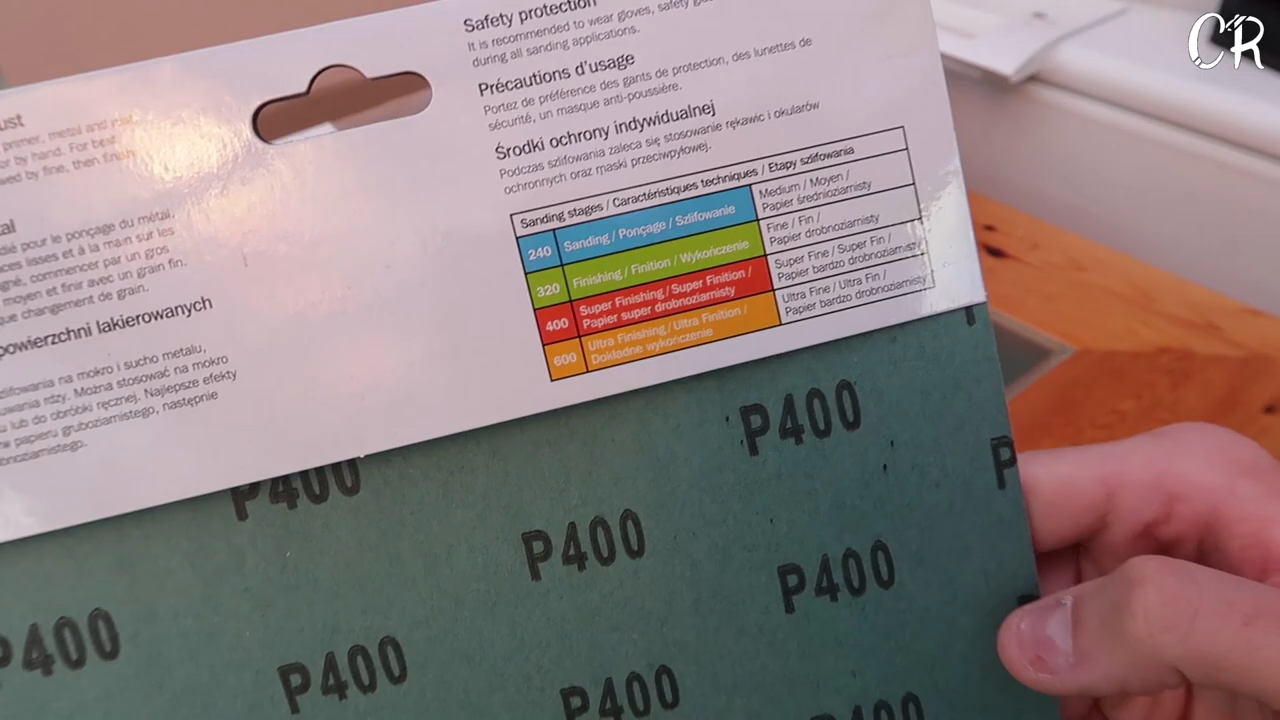 ust
primer, metal and rust,
or by hand. For best
wed by fine, then finish
al
pour le ponçage du métal,
ces lisses et à la main sur les
gné, commencer par un gros
moyen et finir avec un grain fin.
que changement de grain.
powierzchni lakierowanych
na mokro i sucho metalu,
uwania rdzy. Można stosować na mokro
u lub do obróbki ręcznej. Najlepsze efekty
papieru gruboziarnistego, następnie
Safety protection
It is recommended to wear gloves, safety
during all sanding applications.
Précautions d'usage
Portez de préférence des gants de protection, des lunettes de
sécurité, un masque anti-poussière.
Środki ochrony indywidualnej
Podczas szlifowania zaleca się stosowanie rękawic i okularów
ochronnych oraz maski przeciwpyłowej.
Sanding stages / Caractéristiques techniques / Etapy szlifowania
240 Sanding / Ponçage / Szlifowanie
Medium / Moyen /
Papier średnioziarnisty
320 Finishing / Finition / Wykończenie
Fine / Fin /
Papier drobnoziarnisty
400 Super Finishing / Super Finition /
Papier super drobnoziarnisty
Super Fine / Super Fin /
Papier bardzo drobnoziarnisty
600 Ultra Finishing / Ultra Finition /
Dokładne wykończenie
Ultra Fine / Ultra Fin /
Papier bardzo drobnoziarnisty
P400
P400
P400
P400
P400
P400
P400
P400
P
CR